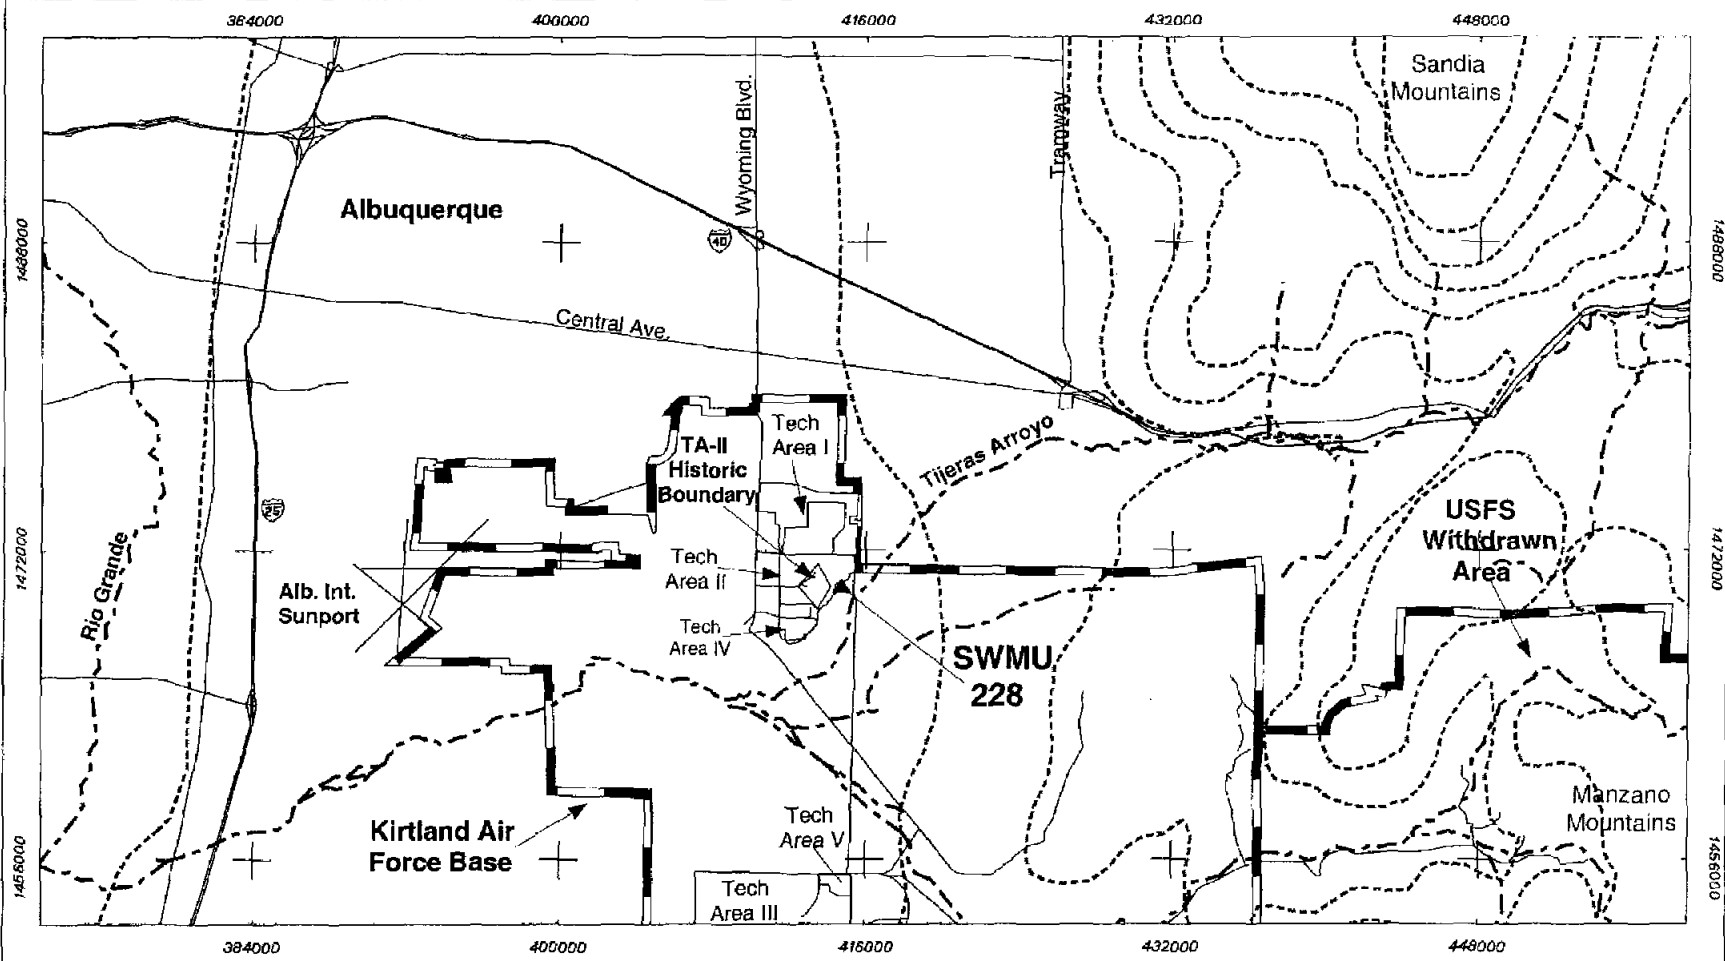 384000 400000 416000 432000 448000
Sandia
Mountains
Wyoming Blvd.
Tramway
Albuquerque
40
1488000
1488000
Central Ave.
Tech
Area I
TA-II
Historic
Boundary
Tijeras Arroyo
USFS
Withdrawn
Area
25
1472000
1472000
Rio Grande
Tech
Area II
Alb. Int.
Sunport
Tech
Area IV
SWMU
228
Manzano
Mountains
Tech
Area V
Kirtland Air
Force Base
1456000
1456000
Tech
Area III
384000 400000 416000 432000 448000